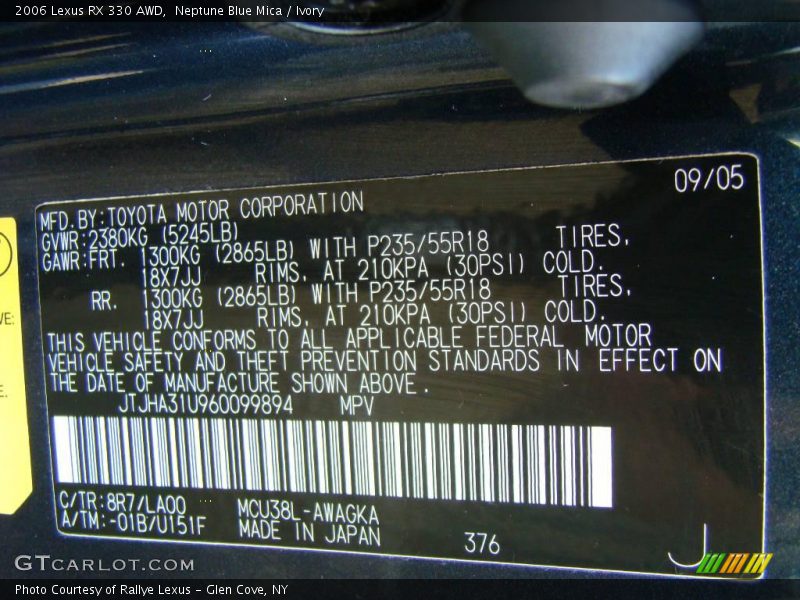 2006 Lexus RX 330 AWD, Neptune Blue Mica / Ivory
09/05
MFD.BY:TOYOTA MOTOR CORPORATION
GVWR:2380KG (5245LB)
GAWR:FRT. 1300KG (2865LB) WITH P235/55R18 TIRES,
18X7JJ RIMS, AT 210KPA (30PSI) COLD.
RR. 1300KG (2865LB) WITH P235/55R18 TIRES,
18X7JJ RIMS, AT 210KPA (30PSI) COLD.
THIS VEHICLE CONFORMS TO ALL APPLICABLE FEDERAL MOTOR
VEHICLE SAFETY AND THEFT PREVENTION STANDARDS IN EFFECT ON
THE DATE OF MANUFACTURE SHOWN ABOVE.
JTJHA31U960099894 MPV
C/TR:8R7/LA00 MCU38L-AWAGKA
A/TM:-01B/U151F MADE IN JAPAN
376 J
GTCARLOT.COM
Photo Courtesy of Rallye Lexus - Glen Cove, NY